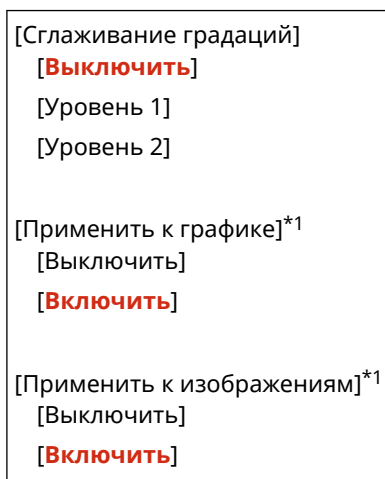 [Сглаживание градаций]
[Выключить]
[Уровень 1]
[Уровень 2]
[Применить к графике]*1
[Выключить]
[Включить]
[Применить к изображениям]*1
[Выключить]
[Включить]